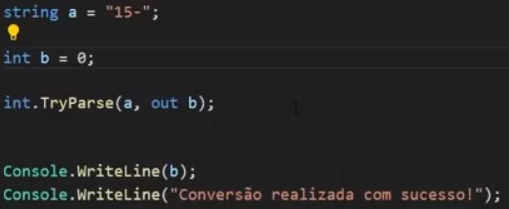 string a = "15-";
int b = 0;
int.TryParse(a, out b);
Console.WriteLine(b);
Console.WriteLine("Conversão realizada com sucesso!");